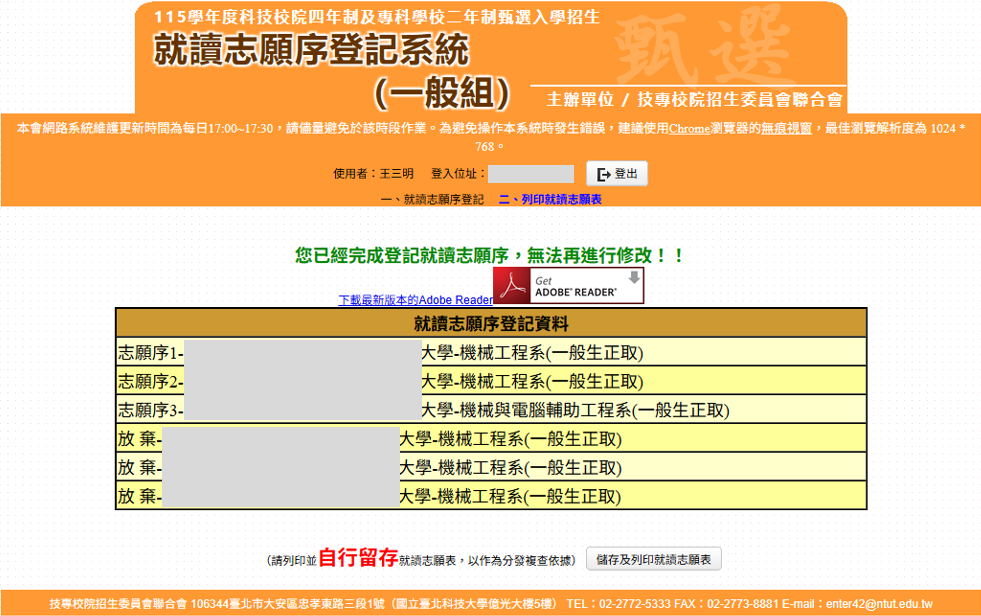 115學年度科技校院四年制及專科學校二年制甄選入學招生
就讀志願序登記系統
(一般組)
甄選
主辦單位 / 技專校院招生委員會聯合會
本會網路系統維護更新時間為每日17:00~17:30，請儘量避免於該時段作業。為避免操作本系統時發生錯誤，建議使用Chrome瀏覽器的無痕視窗，最佳瀏覽解析度為 1024 *
768。
使用者：王三明 登入位址： 登出
一、就讀志願序登記 二、列印就讀志願表
您已經完成登記就讀志願序，無法再進行修改！！
下載最新版本的Adobe Reader Get ADOBE® READER®
就讀志願序登記資料
志願序1- 大學-機械工程系(一般生正取)
志願序2- 大學-機械工程系(一般生正取)
志願序3- 大學-機械與電腦輔助工程系(一般生正取)
放 棄- 大學-機械工程系(一般生正取)
放 棄- 大學-機械工程系(一般生正取)
放 棄- 大學-機械工程系(一般生正取)
（請列印並自行留存就讀志願表，以作為分發複查依據） 儲存及列印就讀志願表
技專校院招生委員會聯合會 106344臺北市大安區忠孝東路三段1號（國立臺北科技大學億光大樓5樓） TEL：02-2772-5333 FAX：02-2773-8881 E-mail：enter42@ntut.edu.tw